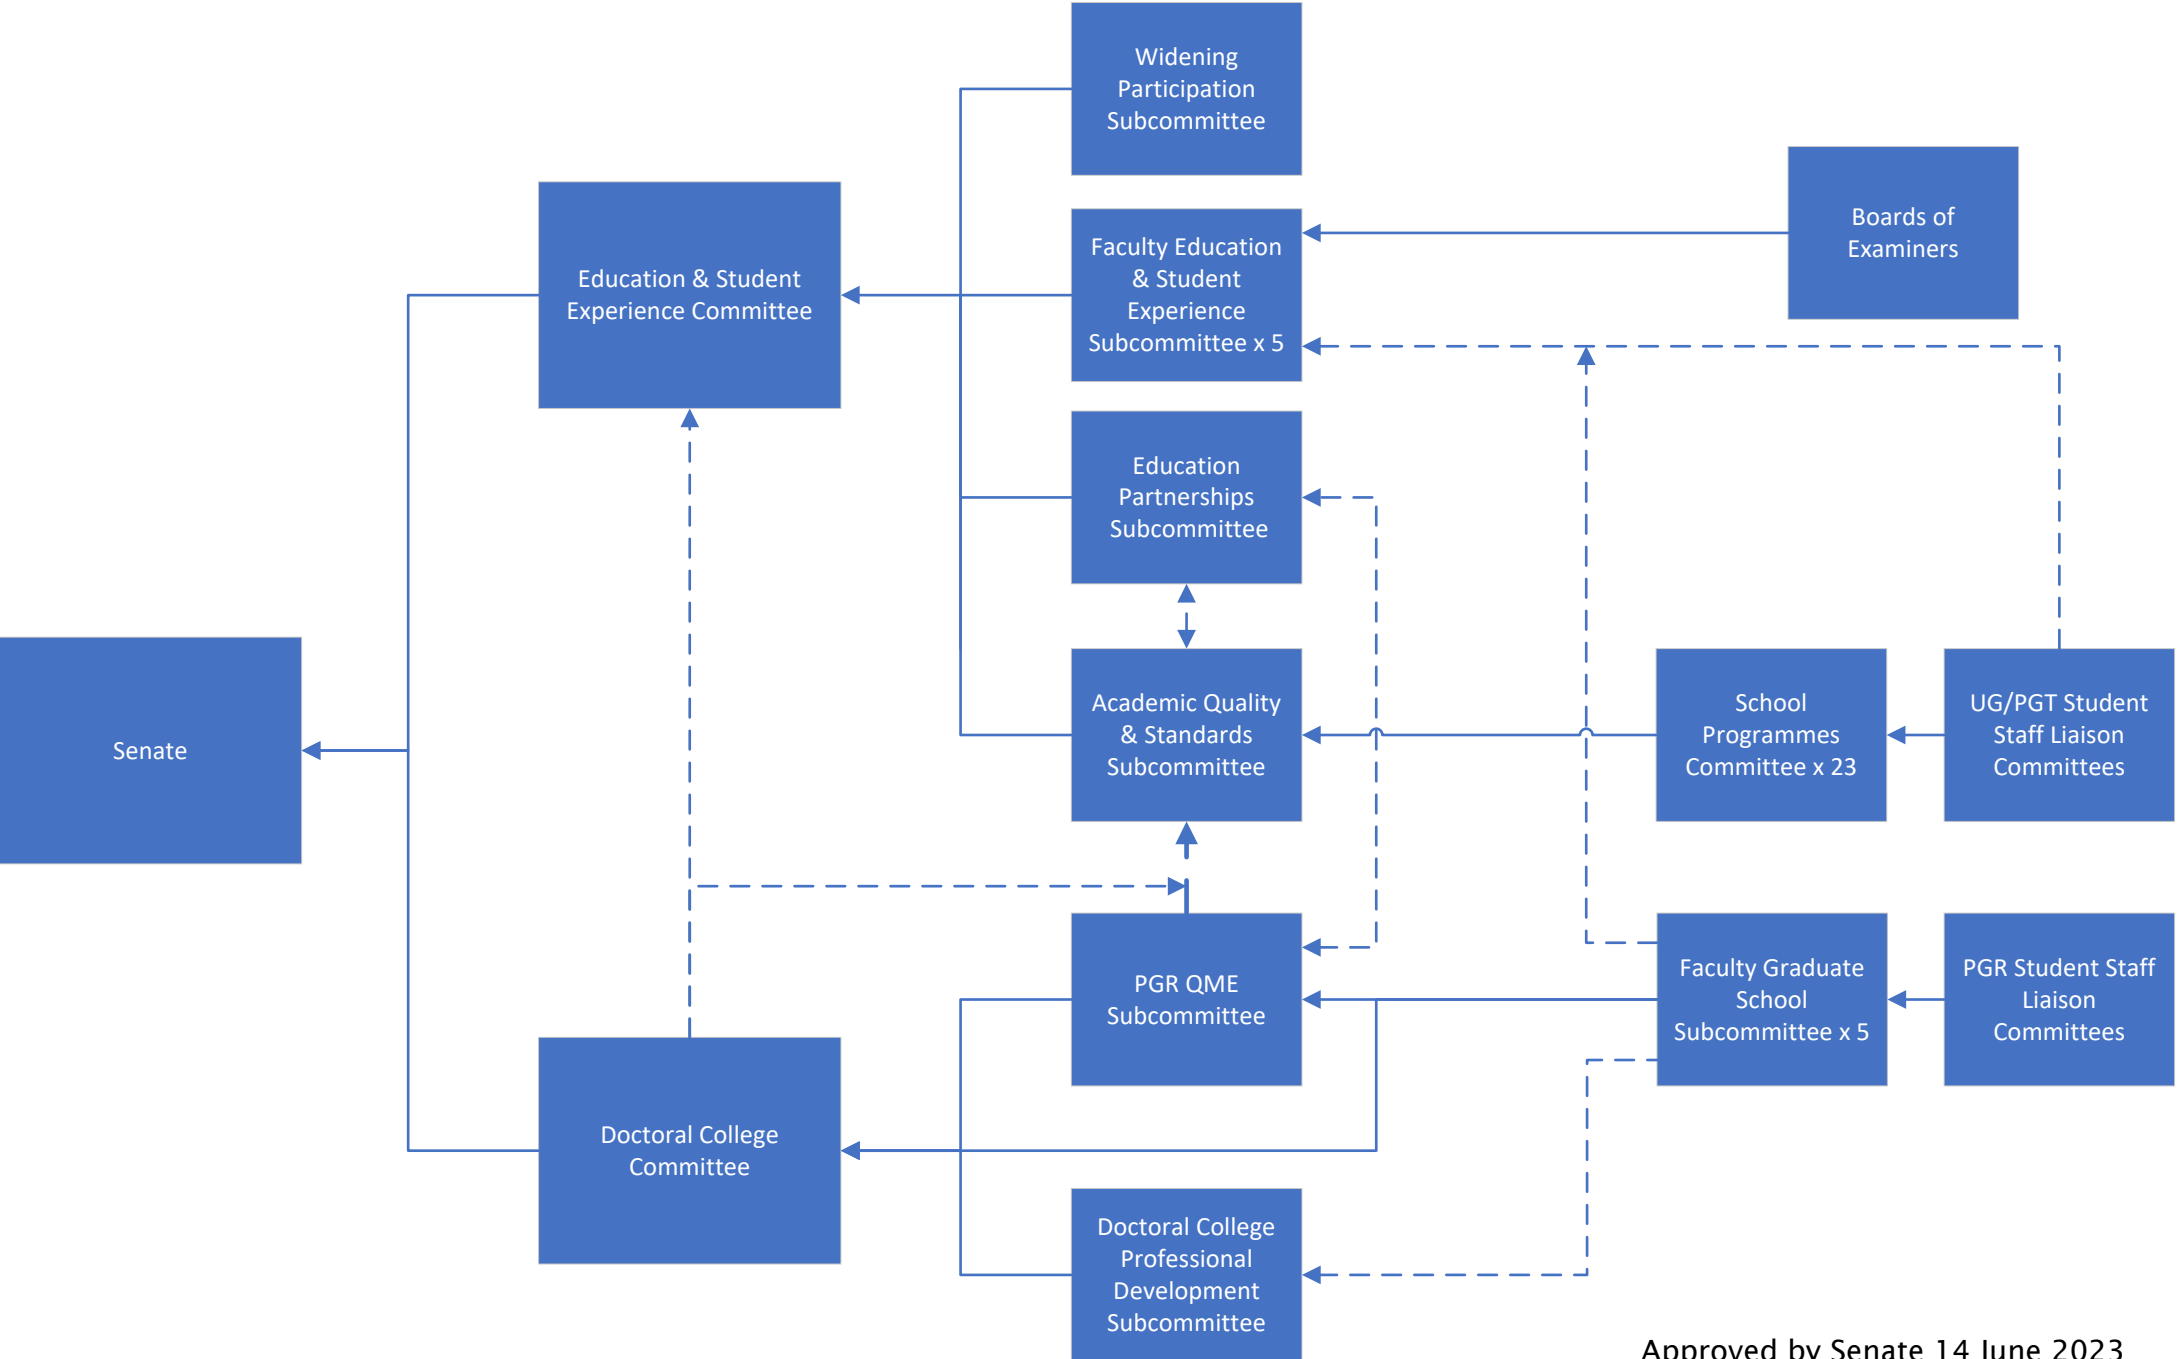 Widening
Participation
Subcommittee
Boards of
Examiners
Education & Student
Experience Committee
Faculty Education
& Student
Experience
Subcommittee x 5
Education
Partnerships
Subcommittee
Senate
Academic Quality
& Standards
Subcommittee
School
Programmes
Committee x 23
UG/PGT Student
Staff Liaison
Committees
PGR QME
Subcommittee
Faculty Graduate
School
Subcommittee x 5
PGR Student Staff
Liaison
Committees
Doctoral College
Committee
Doctoral College
Professional
Development
Subcommittee
Approved by Senate 14 June 2023